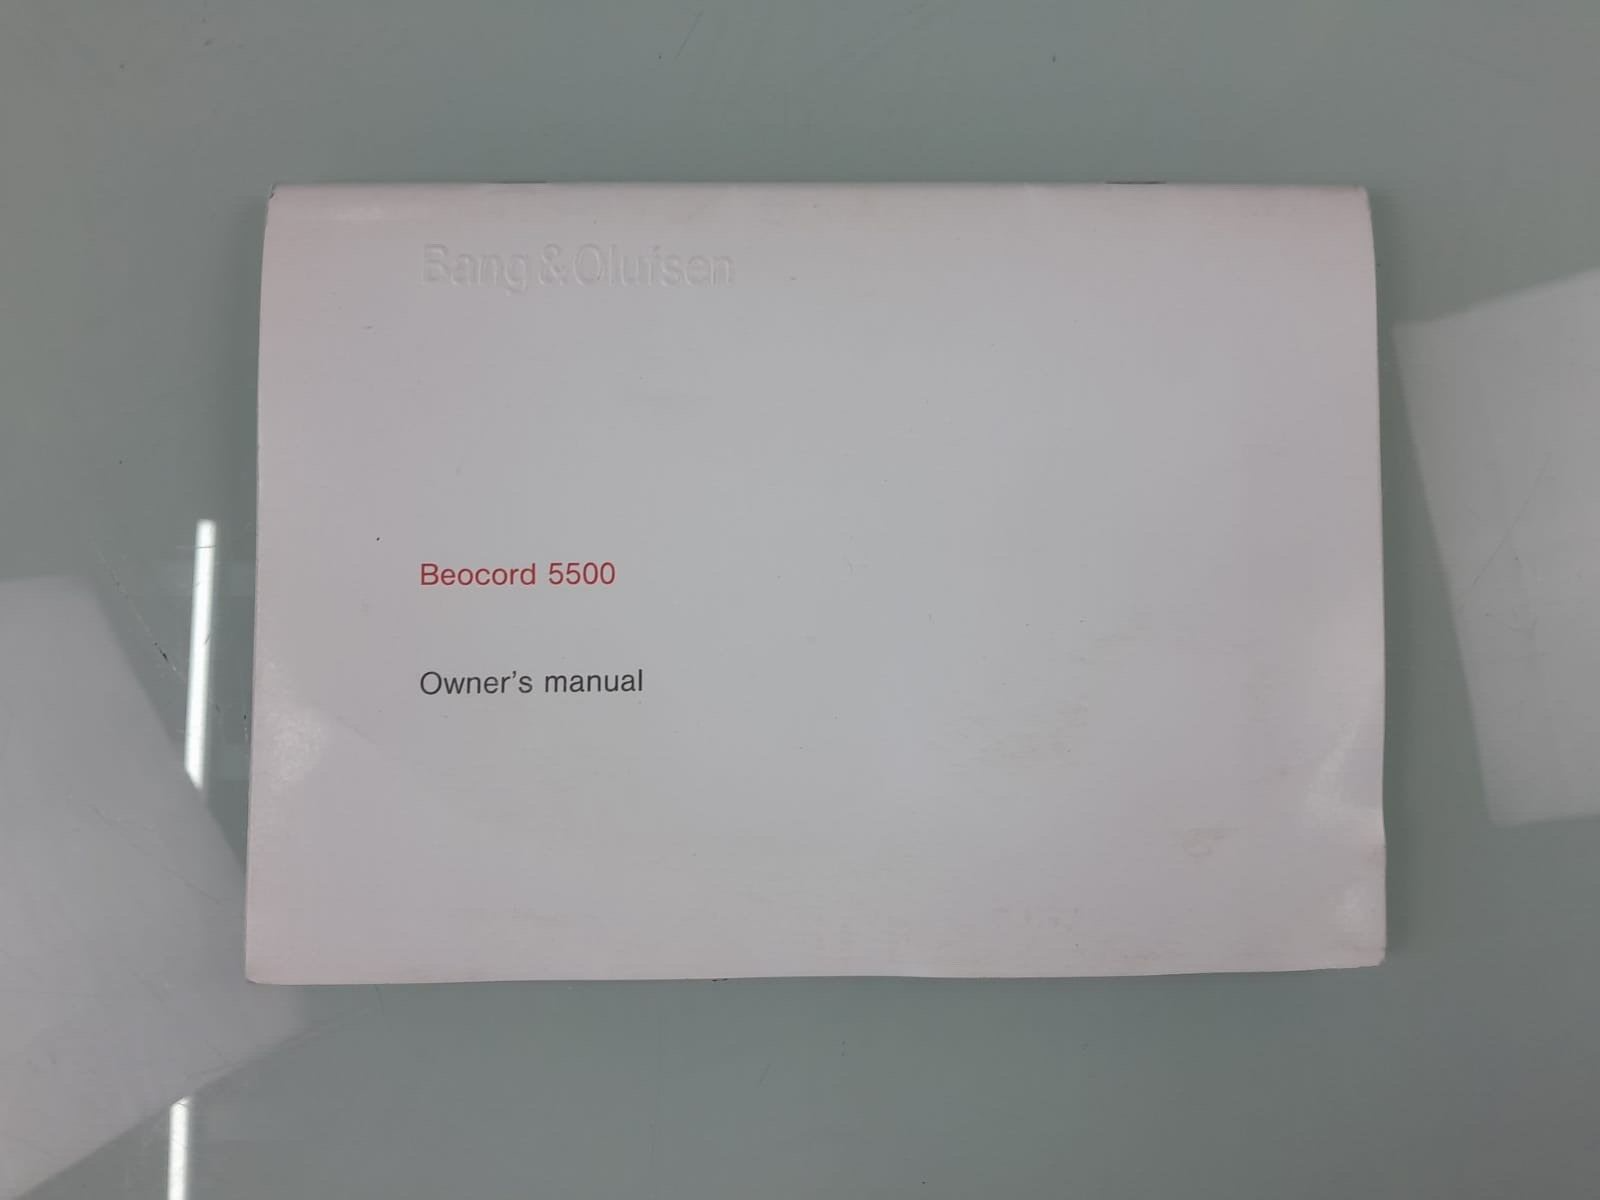 Bang & Olufsen
Beocord 5500
Owner's manual